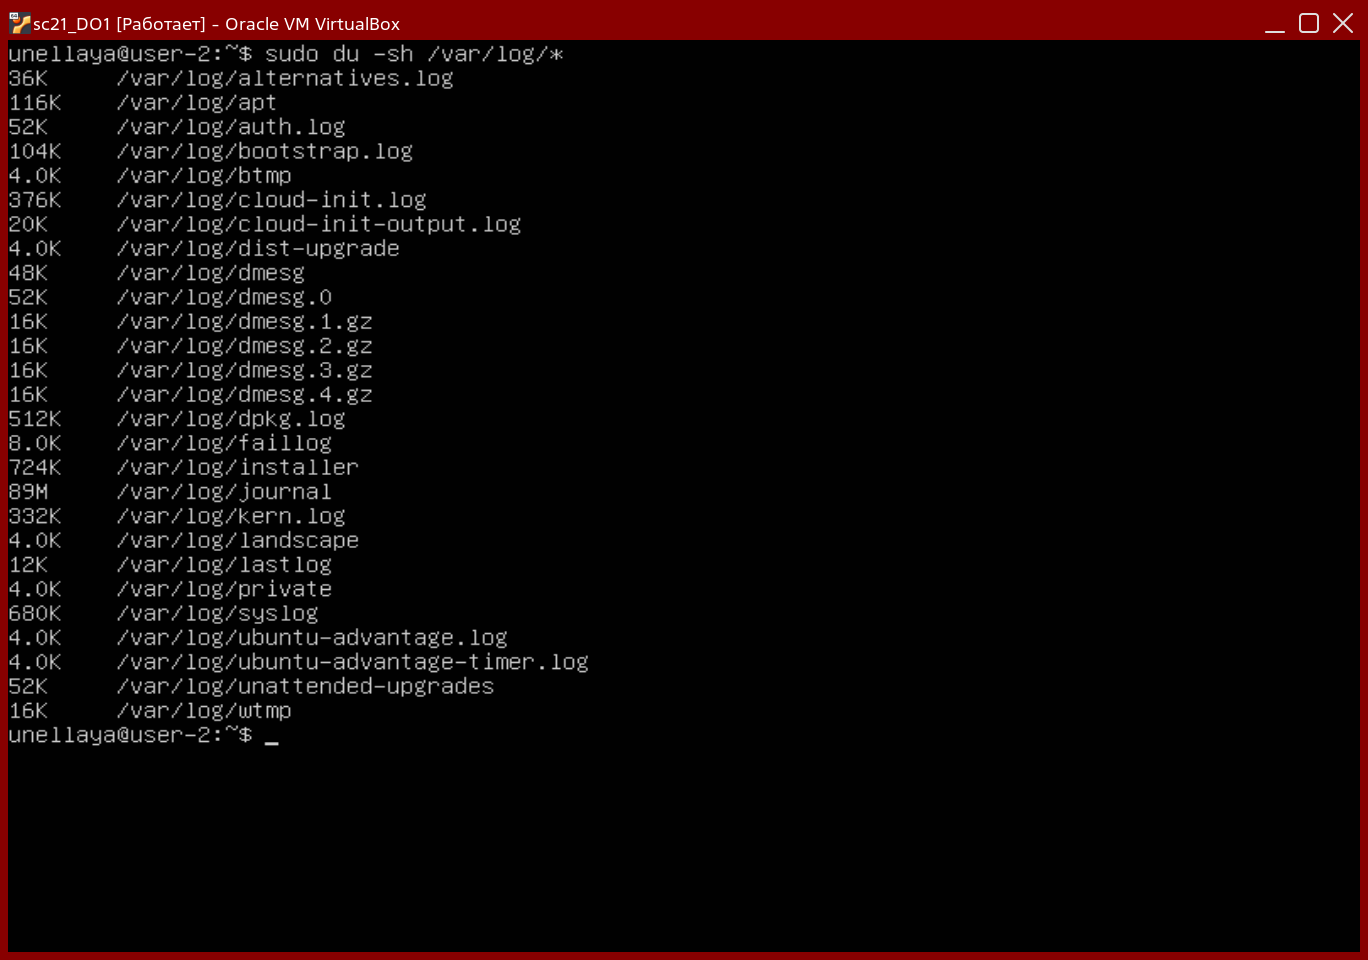 sc21_DO1 [Работает] - Oracle VM VirtualBox
unellaya@user-2:~$ sudo du -sh /var/log/*
36K /var/log/alternatives.log
116K /var/log/apt
52K /var/log/auth.log
104K /var/log/bootstrap.log
4.0K /var/log/btmp
376K /var/log/cloud-init.log
20K /var/log/cloud-init-output.log
4.0K /var/log/dist-upgrade
48K /var/log/dmesg
52K /var/log/dmesg.0
16K /var/log/dmesg.1.gz
16K /var/log/dmesg.2.gz
16K /var/log/dmesg.3.gz
16K /var/log/dmesg.4.gz
512K /var/log/dpkg.log
8.0K /var/log/faillog
724K /var/log/installer
89M /var/log/journal
332K /var/log/kern.log
4.0K /var/log/landscape
12K /var/log/lastlog
4.0K /var/log/private
680K /var/log/syslog
4.0K /var/log/ubuntu-advantage.log
4.0K /var/log/ubuntu-advantage-timer.log
52K /var/log/unattended-upgrades
16K /var/log/wtmp
unellaya@user-2:~$ _